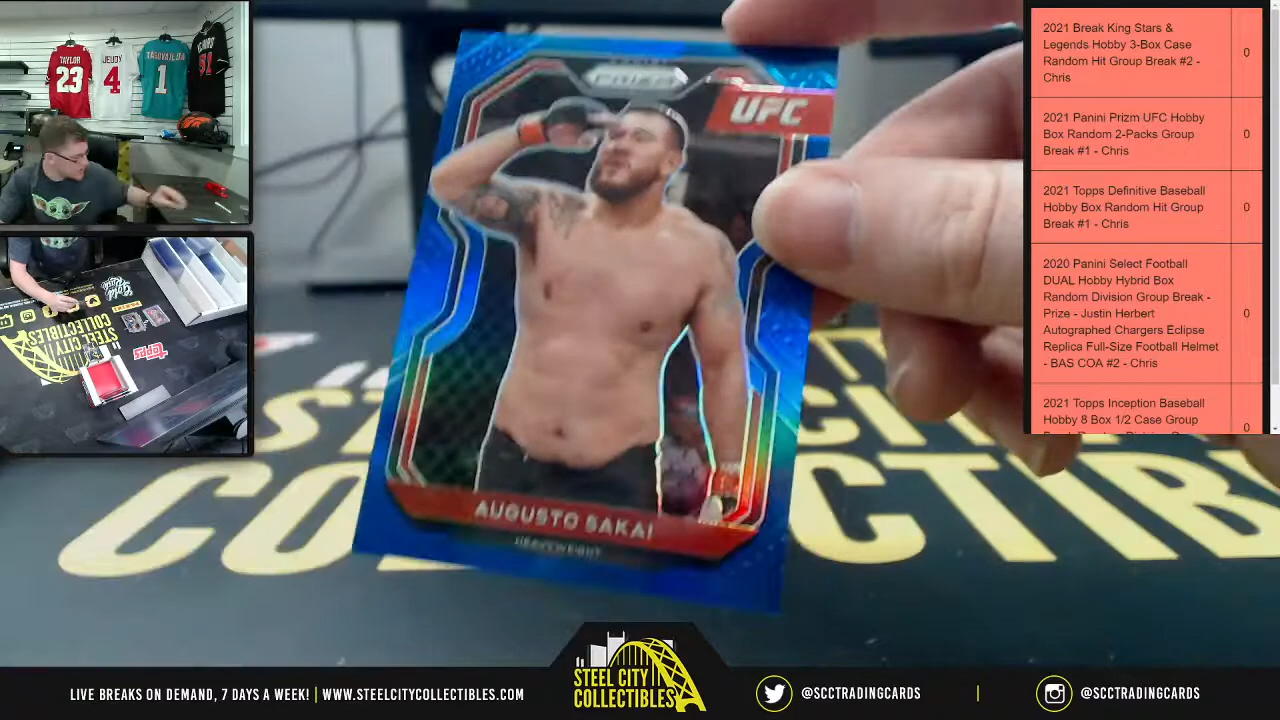 TAYLOR
23
JEUDY
4
TAGOVAILOA
1
PRIZM
UFC
AUGUSTO SAKAI
HEAVYWEIGHT
2021 Break King Stars &
Legends Hobby 3-Box Case
Random Hit Group Break #2 -
Chris
0
2021 Panini Prizm UFC Hobby
Box Random 2-Packs Group
Break #1 - Chris
0
2021 Topps Definitive Baseball
Hobby Box Random Hit Group
Break #1 - Chris
0
2020 Panini Select Football
DUAL Hobby Hybrid Box
Random Division Group Break -
Prize - Justin Herbert
Autographed Chargers Eclipse
Replica Full-Size Football Helmet
- BAS COA #2 - Chris
0
2021 Topps Inception Baseball
Hobby 8 Box 1/2 Case Group
0
STEEL CITY
COLLECTIBLES
Topps
STEEL CITY
COLLECTIBLES
LIVE BREAKS ON DEMAND, 7 DAYS A WEEK! | WWW.STEELCITYCOLLECTIBLES.COM
@SCCTRADINGCARDS | @SCCTRADINGCARDS